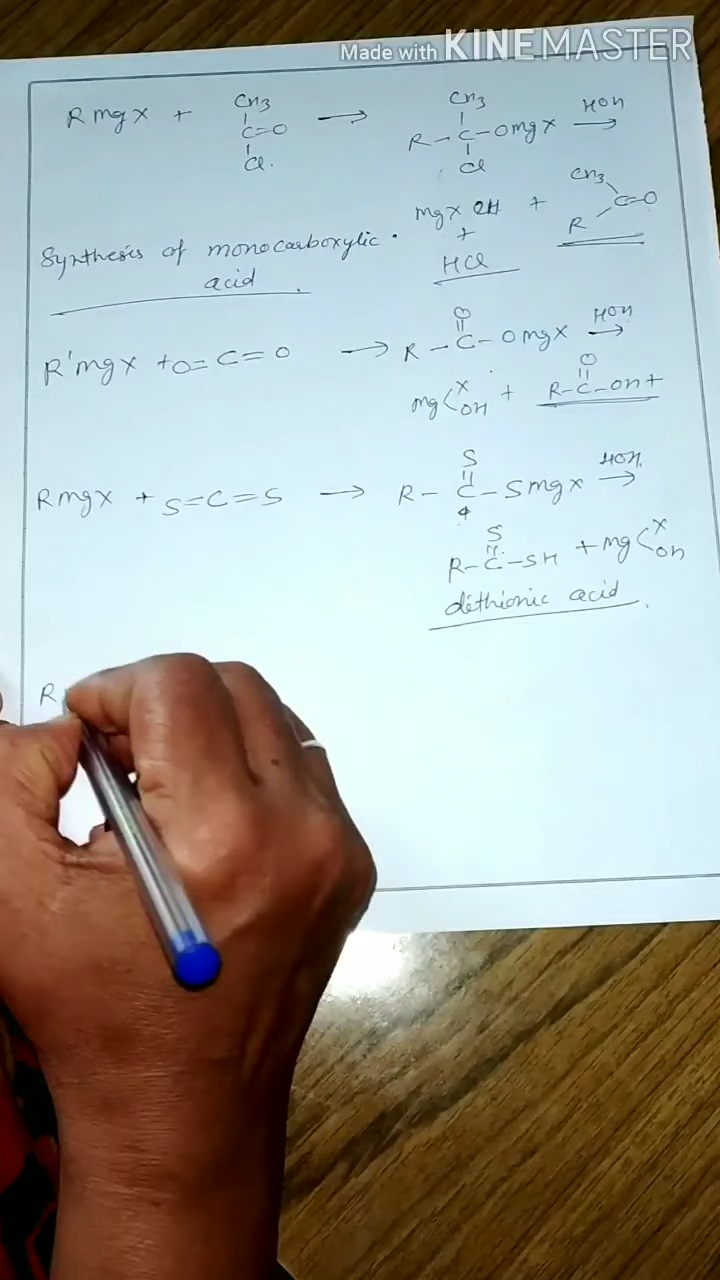 Made with KINEMASTER
CH3 CH3
RmgX + C=O → R-C-OmgX HOH →
Cl Cl
mgX OH + CH3
+ R C=O
HCl
Synthesis of monocarboxylic.
acid
O
R'mgX + O=C=O → R-C-OmgX HOH →
mg X OH + R-C-OH + O
S
RmgX + S=C=S → R-C-SmgX HOH →
S
R-C-SH + mg X OH
dithionic acid.
R